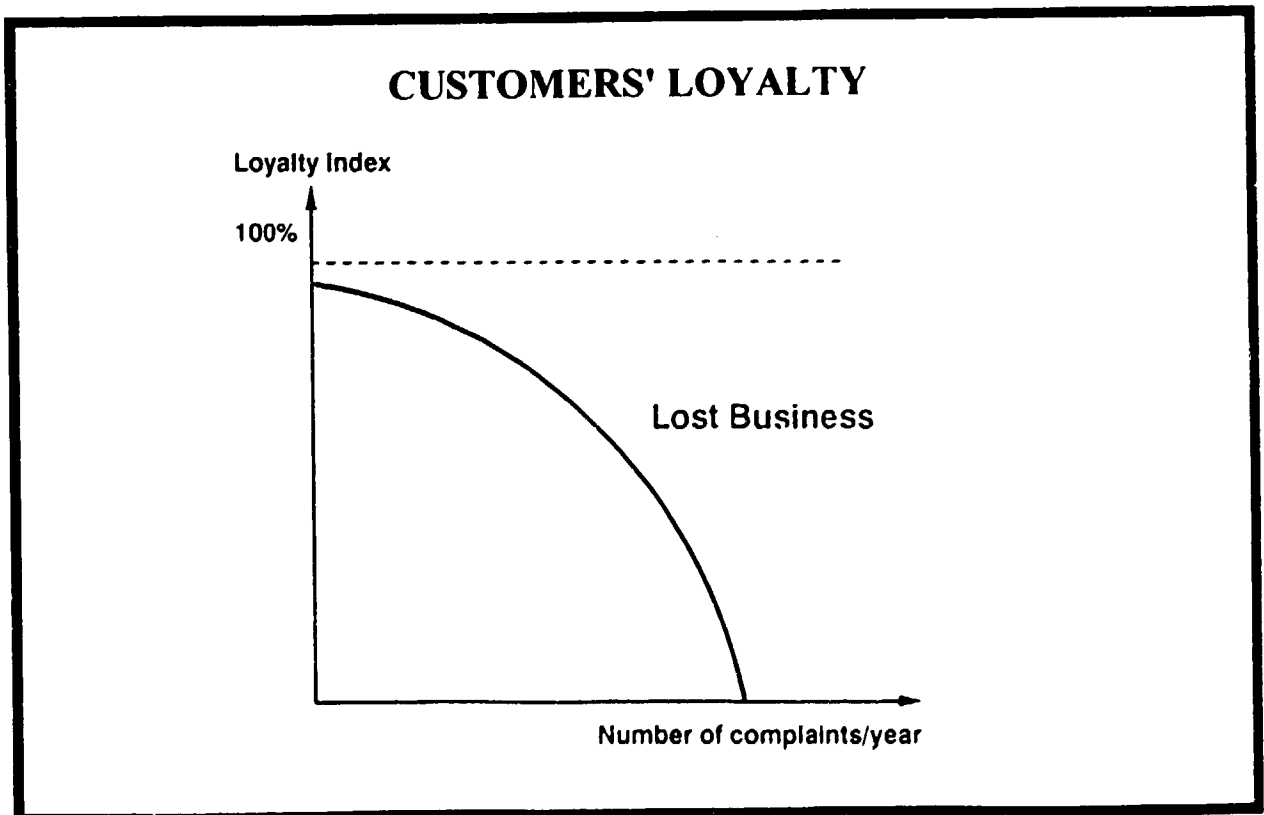 CUSTOMERS' LOYALTY
Loyalty Index
100%
Lost Business
Number of complaints/year